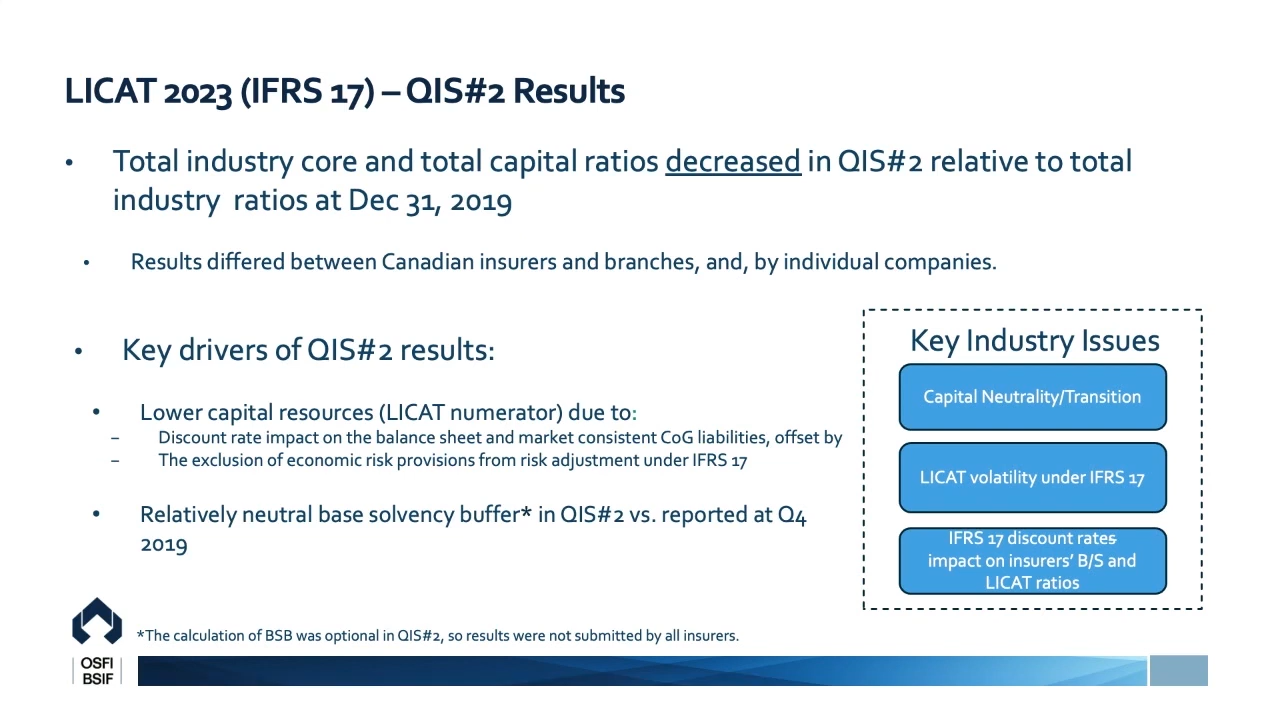 LICAT 2023 (IFRS 17) – QIS#2 Results
• Total industry core and total capital ratios decreased in QIS#2 relative to total
industry ratios at Dec 31, 2019
• Results differed between Canadian insurers and branches, and, by individual companies.
• Key drivers of QIS#2 results:
• Lower capital resources (LICAT numerator) due to:
– Discount rate impact on the balance sheet and market consistent CoG liabilities, offset by
– The exclusion of economic risk provisions from risk adjustment under IFRS 17
• Relatively neutral base solvency buffer* in QIS#2 vs. reported at Q4
2019
Key Industry Issues
Capital Neutrality/Transition
LICAT volatility under IFRS 17
IFRS 17 discount rates
impact on insurers’ B/S and
LICAT ratios
*The calculation of BSB was optional in QIS#2, so results were not submitted by all insurers.
OSFI
BSIF